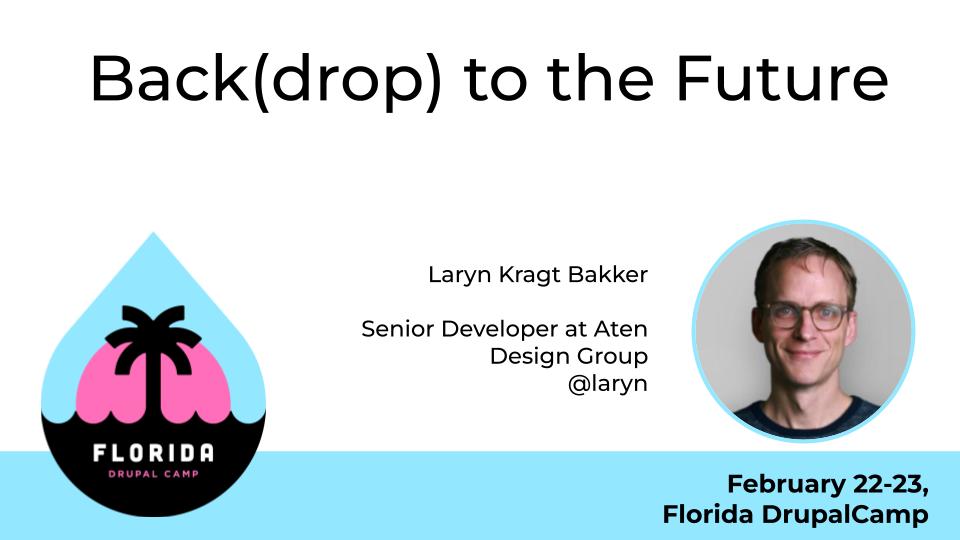 Back(drop) to the Future
Laryn Kragt Bakker
Senior Developer at Aten
Design Group
@laryn
FLORIDA
DRUPAL CAMP
February 22-23,
Florida DrupalCamp